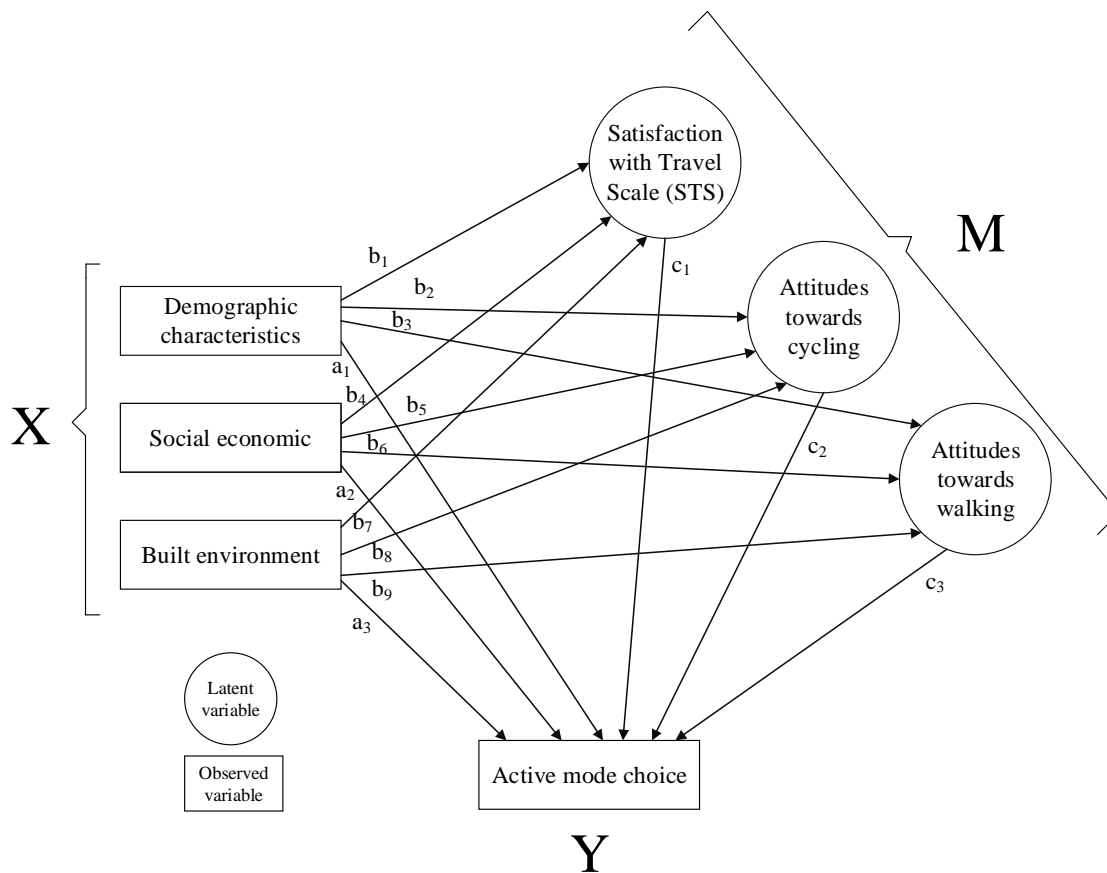 Satisfaction
with Travel
Scale (STS)
M
b₁
c₁
b₂
Attitudes
towards
cycling
Demographic
characteristics
b₃
a₁
b₄
b₅
X
Social economic
b₆
c₂
Attitudes
towards
walking
a₂
b₇
Built environment
b₈
b₉
c₃
a₃
Latent
variable
Observed
variable
Active mode choice
Y